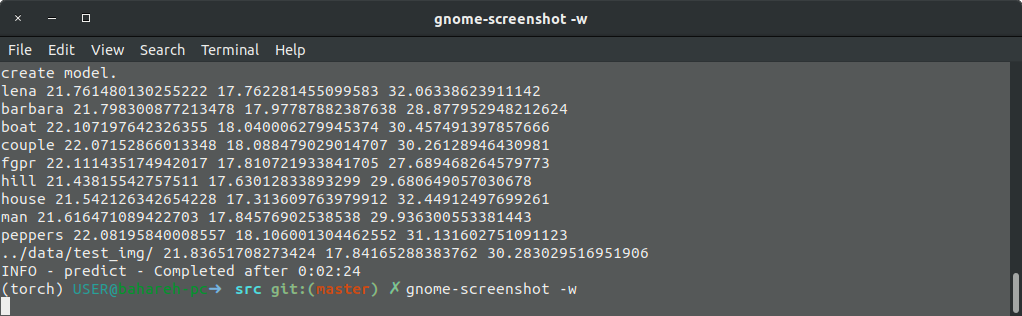 gnome-screenshot -w
File Edit View Search Terminal Help
create model.
lena 21.761480130255222 17.762281455099583 32.06338623911142
barbara 21.798300877213478 17.97787882387638 28.877952948212624
boat 22.107197642326355 18.040006279945374 30.457491397857666
couple 22.07152866013348 18.088479029014707 30.26128946430981
fgpr 22.111435174942017 17.810721933841705 27.689468264579773
hill 21.43815542757511 17.63012833893299 29.680649057030678
house 21.542126342654228 17.313609763979912 32.44912497699261
man 21.616471089422703 17.84576902538538 29.936300553381443
peppers 22.08195840008557 18.106001304462552 31.131602751091123
../data/test_img/ 21.83651708273424 17.84165288383762 30.283029516951906
INFO - predict - Completed after 0:02:24
(torch) USER@bahareh-pc➜ src git:(master) ✗ gnome-screenshot -w